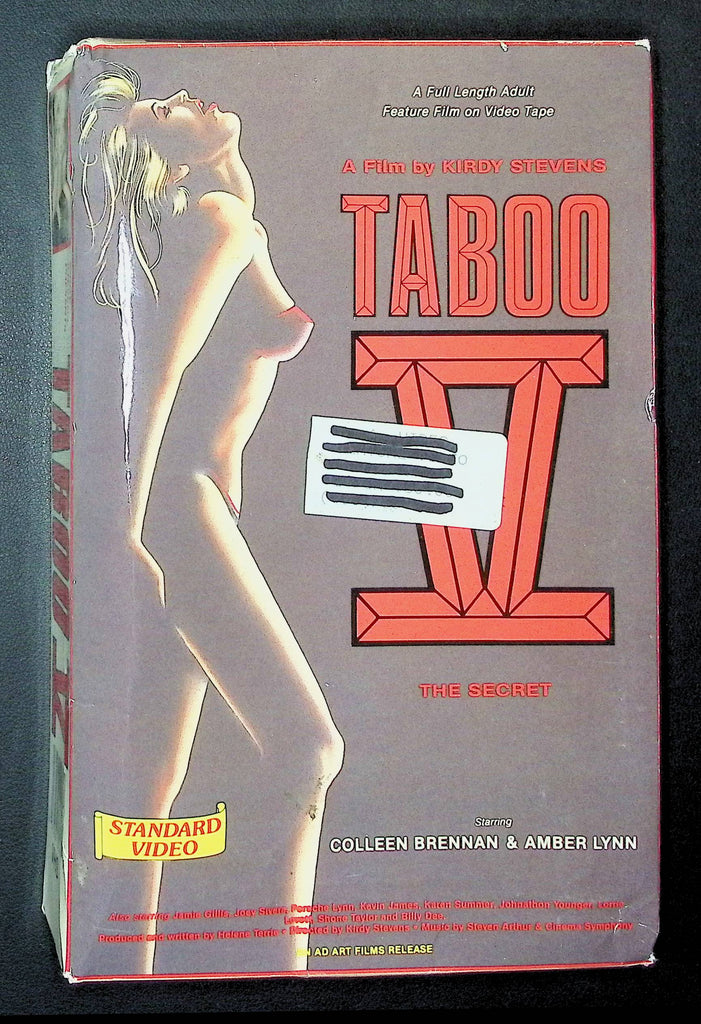 A Full Length Adult
Feature Film on Video Tape
A Film by KIRDY STEVENS
TABOO
V
THE SECRET
Starring
COLLEEN BRENNAN & AMBER LYNN
STANDARD
VIDEO
Also starring Jamie Gillis, Joey Silvera, Porsche Lynn, Kevin James, Karen Summer, Johnathon Younger, Lorrie
Lovett, Shone Taylor and Billy Dee.
Produced and written by Helene Terrie • Directed by Kirdy Stevens • Music by Steven Arthur & Cinema Symphony
AN AD ART FILMS RELEASE
TABOO V